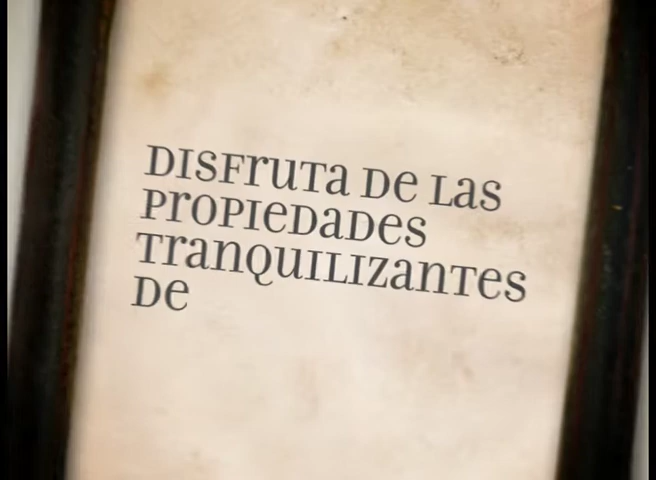 DISFruTa De Las
PrOPIeDaDes
TranQuILIZanTes
De